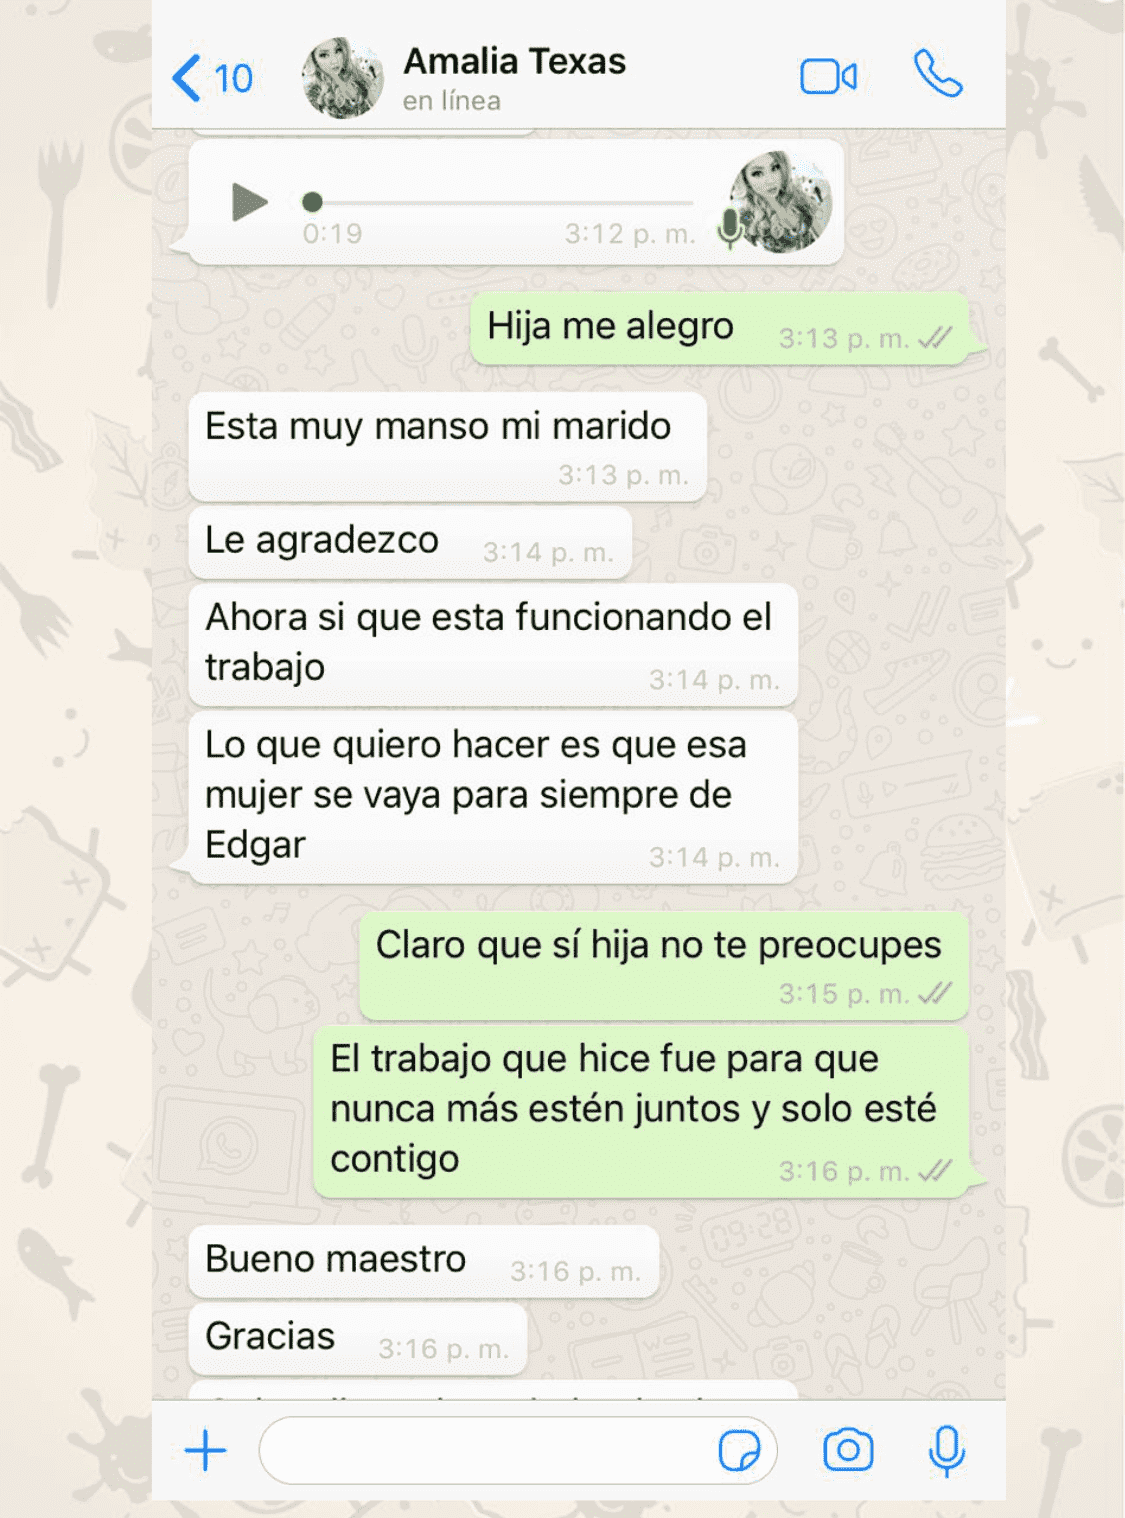 10
Amalia Texas
en línea
0:19
3:12 p. m.
Hija me alegro
3:13 p. m.
Esta muy manso mi marido
3:13 p. m.
Le agradezco
3:14 p. m.
Ahora si que esta funcionando el
trabajo
3:14 p. m.
Lo que quiero hacer es que esa
mujer se vaya para siempre de
Edgar
3:14 p. m.
Claro que sí hija no te preocupes
3:15 p. m.
El trabajo que hice fue para que
nunca más estén juntos y solo esté
contigo
3:16 p. m.
Bueno maestro
3:16 p. m.
Gracias
3:16 p. m.